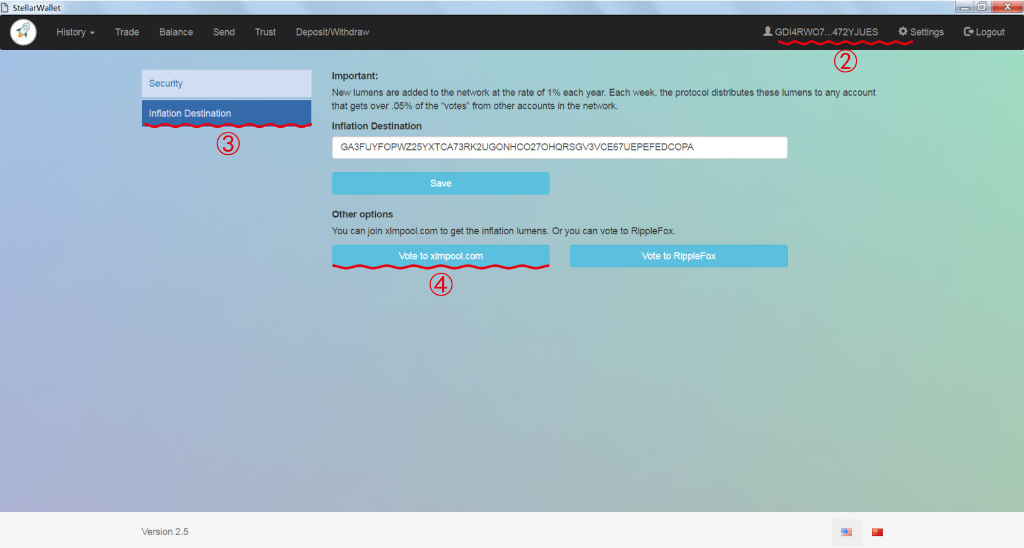 StellarWallet
History Trade Balance Send Trust Deposit/Withdraw GDI4RWO7...472YJUES Settings Logout
②
Security
Inflation Destination
③
Important:
New lumens are added to the network at the rate of 1% each year. Each week, the protocol distributes these lumens to any account
that gets over .05% of the “votes” from other accounts in the network.
Inflation Destination
GA3FUYFOPWZ25YXTCA73RK2UGONHCO27OHQRSGV3VCE67UEPEFEDCOPA
Save
Other options
You can join xlmpool.com to get the inflation lumens. Or you can vote to RippleFox.
Vote to xlmpool.com Vote to RippleFox
④
Version 2.5